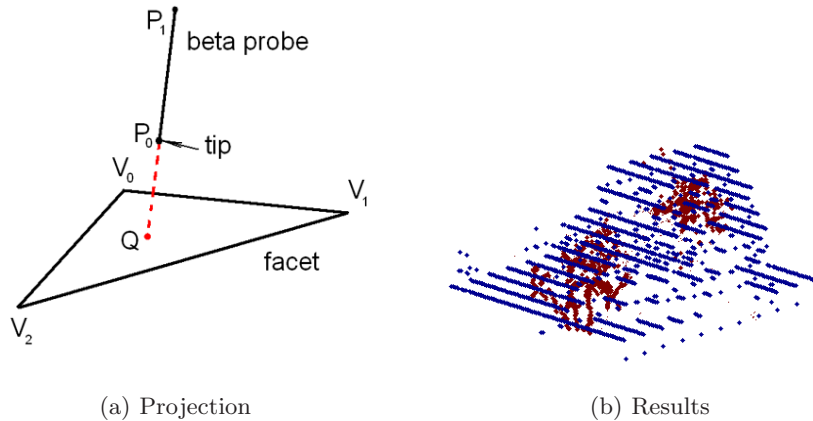 P₁
beta probe
P₀
tip
V₀
V₁
Q
facet
V₂
(a) Projection
(b) Results